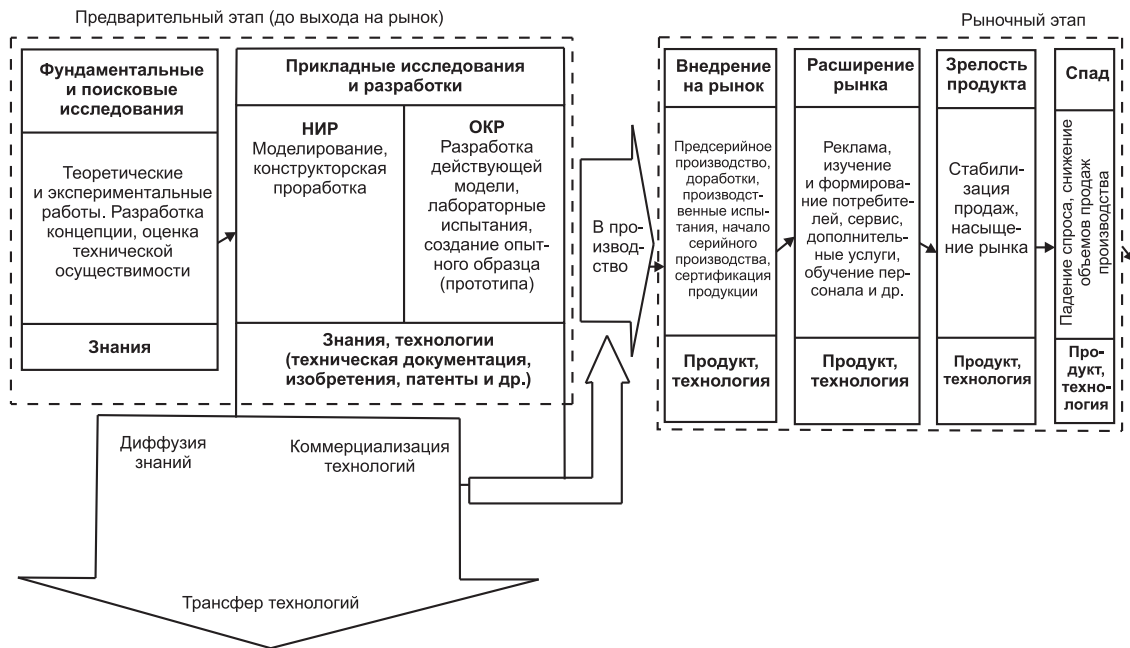 Предварительный этап (до выхода на рынок)
Фундаментальные
и поисковые
исследования
Теоретические
и экспериментальные
работы. Разработка
концепции, оценка
технической
осуществимости
Знания
Прикладные исследования
и разработки
НИР
Моделирование,
конструкторская
проработка
ОКР
Разработка
действующей
модели,
лабораторные
испытания,
создание опыт-
ного образца
(прототипа)
Знания, технологии
(техническая документация,
изобретения, патенты и др.)
Диффузия
знаний
Коммерциализация
технологий
Трансфер технологий
В про-
извод-
ство
Рыночный этап
Внедрение
на рынок
Предсерийное
производство,
доработки,
производст-
венные испы-
тания, начало
серийного
производства,
сертификация
продукции
Продукт,
технология
Расширение
рынка
Реклама,
изучение
и формирова-
ние потребите-
лей, сервис,
дополнитель-
ные услуги,
обучение пер-
сонала и др.
Продукт,
технология
Зрелость
продукта
Стабили-
зация
продаж,
насыще-
ние рынка
Продукт,
технология
Спад
Падение спроса, снижение
объемов продаж
производства
Про-
дукт,
техно-
логия